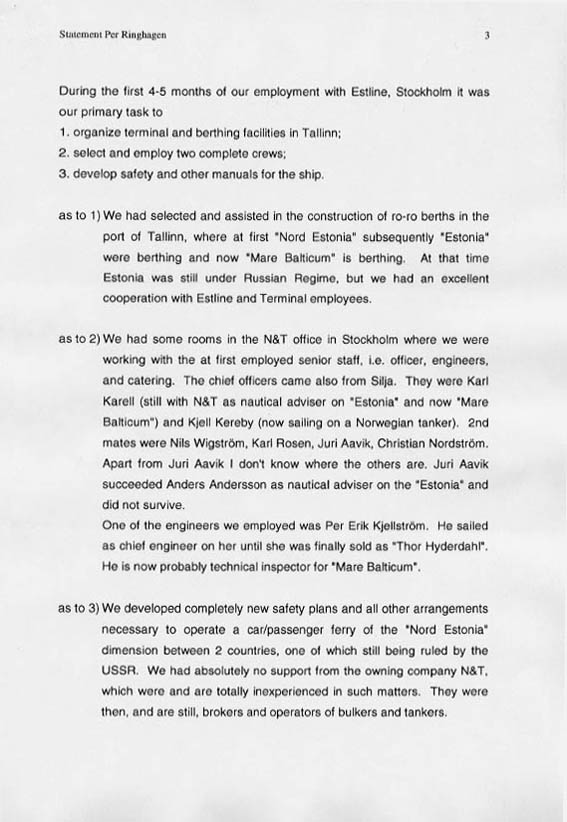 Statement Per Ringhagen 3
During the first 4-5 months of our employment with Estline, Stockholm it was
our primary task to
1. organize terminal and berthing facilities in Tallinn;
2. select and employ two complete crews;
3. develop safety and other manuals for the ship.
as to 1) We had selected and assisted in the construction of ro-ro berths in the
port of Tallinn, where at first "Nord Estonia" subsequently "Estonia"
were berthing and now "Mare Balticum" is berthing. At that time
Estonia was still under Russian Regime, but we had an excellent
cooperation with Estline and Terminal employees.
as to 2) We had some rooms in the N&T office in Stockholm where we were
working with the at first employed senior staff, i.e. officer, engineers,
and catering. The chief officers came also from Silja. They were Karl
Karell (still with N&T as nautical adviser on "Estonia" and now "Mare
Balticum") and Kjell Kereby (now sailing on a Norwegian tanker). 2nd
mates were Nils Wigström, Karl Rosen, Juri Aavik, Christian Nordström.
Apart from Juri Aavik I don't know where the others are. Juri Aavik
succeeded Anders Andersson as nautical adviser on the "Estonia" and
did not survive.
One of the engineers we employed was Per Erik Kjellström. He sailed
as chief engineer on her until she was finally sold as "Thor Hyderdahl".
He is now probably technical inspector for "Mare Balticum".
as to 3) We developed completely new safety plans and all other arrangements
necessary to operate a car/passenger ferry of the "Nord Estonia"
dimension between 2 countries, one of which still being ruled by the
USSR. We had absolutely no support from the owning company N&T,
which were and are totally inexperienced in such matters. They were
then, and are still, brokers and operators of bulkers and tankers.